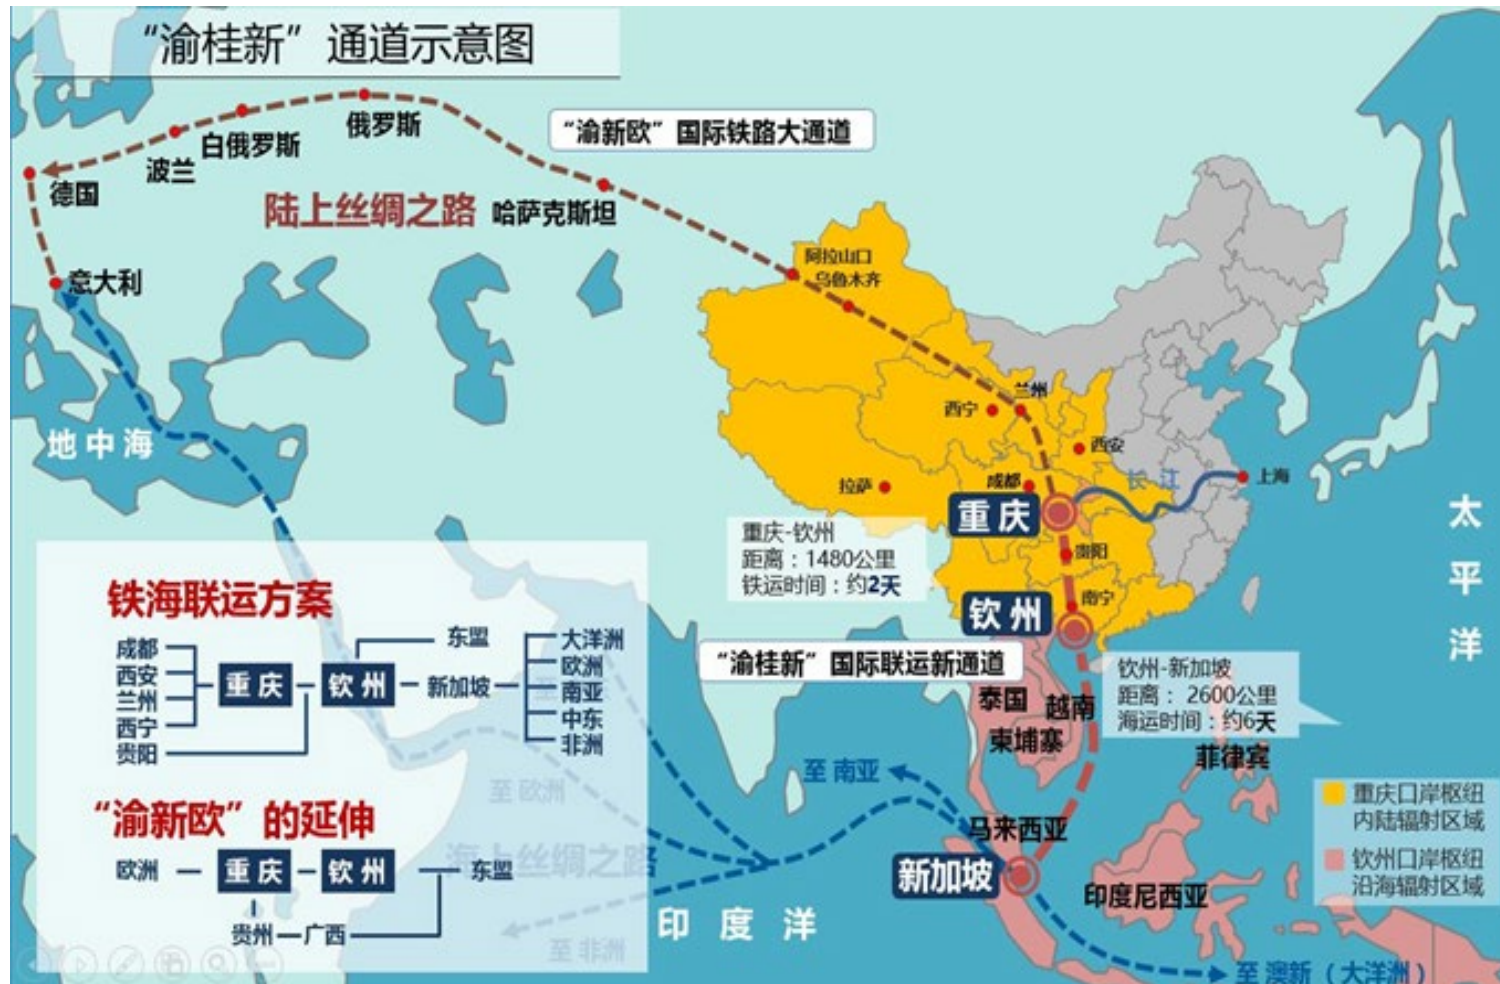 “渝桂新”通道示意图
“渝新欧”国际铁路大通道
俄罗斯
白俄罗斯
波兰
德国
陆上丝绸之路
哈萨克斯坦
意大利
阿拉山口
乌鲁木齐
兰州
西宁
西安
地中海
拉萨
成都
长江
上海
重庆
太平洋
重庆-钦州
距离：1480公里
铁运时间：约2天
贵阳
南宁
钦州
“渝桂新”国际联运新通道
钦州-新加坡
距离： 2600公里
海运时间：约6天
泰国
越南
柬埔寨
菲律宾
至 南亚
马来西亚
新加坡
印度尼西亚
印度洋
至 澳新（大洋洲）
重庆口岸枢纽
内陆辐射区域
钦州口岸枢纽
沿海辐射区域
铁海联运方案
成都
西安
兰州
西宁
贵阳
重庆
钦州
东盟
新加坡
大洋洲
欧洲
南亚
中东
非洲
至 欧洲
“渝新欧”的延伸
海上丝绸之路
欧洲
重庆
钦州
东盟
贵州
广西
至 非洲